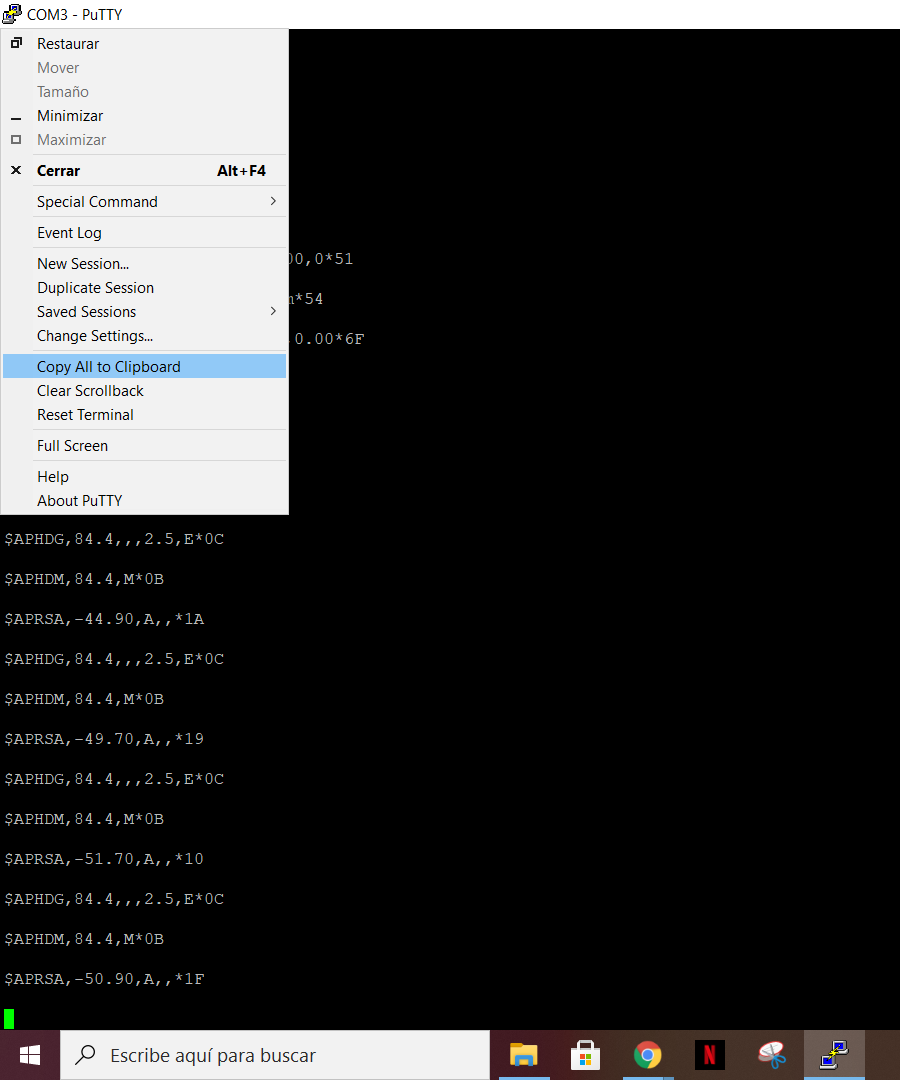 COM3 - PuTTY
Restaurar
Mover
Tamaño
Minimizar
Maximizar
Cerrar Alt+F4
Special Command
Event Log
New Session...
Duplicate Session
Saved Sessions
Change Settings...
Copy All to Clipboard
Clear Scrollback
Reset Terminal
Full Screen
Help
About PuTTY
00,0*51
*54
0.00*6F
$APHDG,84.4,,,2.5,E*0C
$APHDM,84.4,M*0B
$APRSA,-44.90,A,,*1A
$APHDG,84.4,,,2.5,E*0C
$APHDM,84.4,M*0B
$APRSA,-49.70,A,,*19
$APHDG,84.4,,,2.5,E*0C
$APHDM,84.4,M*0B
$APRSA,-51.70,A,,*10
$APHDG,84.4,,,2.5,E*0C
$APHDM,84.4,M*0B
$APRSA,-50.90,A,,*1F
Escribe aquí para buscar